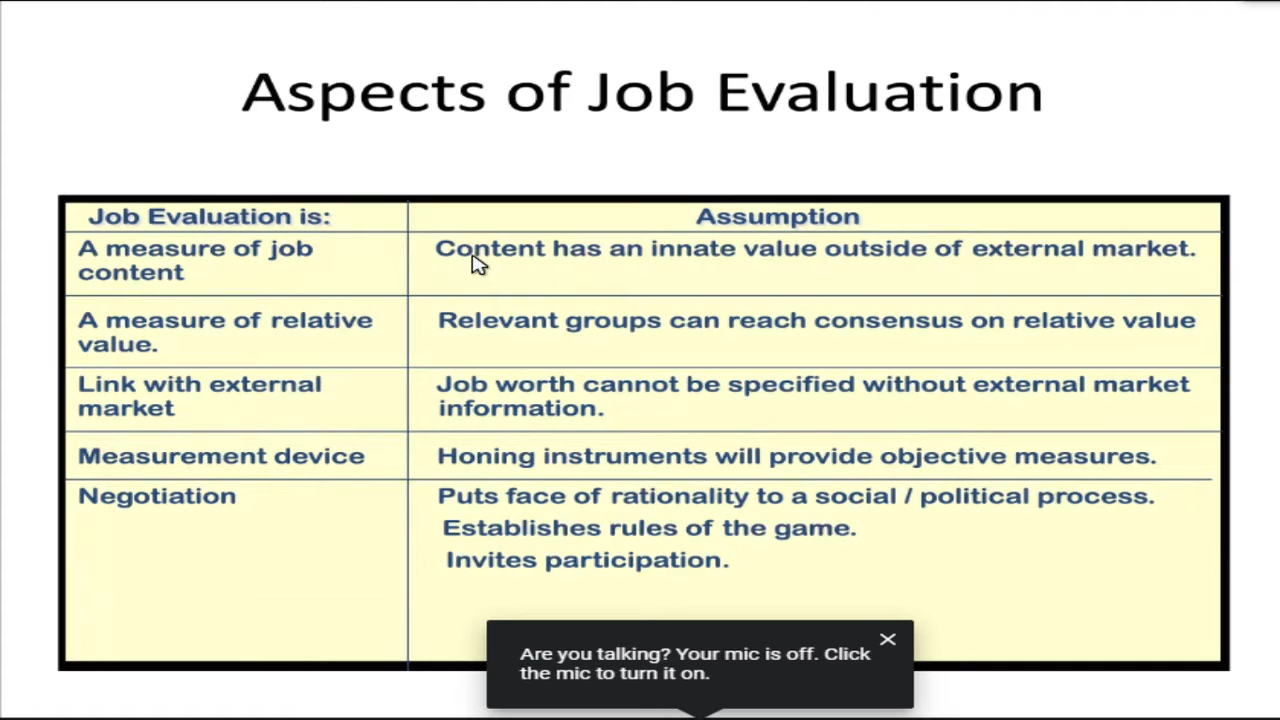 Aspects of Job Evaluation
Job Evaluation is:
Assumption
A measure of job
content
Content has an innate value outside of external market.
A measure of relative
value.
Relevant groups can reach consensus on relative value
Link with external
market
Job worth cannot be specified without external market
information.
Measurement device
Honing instruments will provide objective measures.
Negotiation
Puts face of rationality to a social / political process.
Establishes rules of the game.
Invites participation.
Are you talking? Your mic is off. Click
the mic to turn it on.